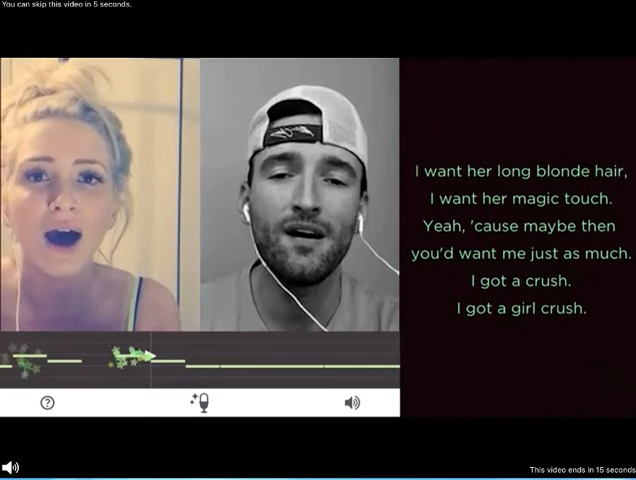 You can skip this video in 5 seconds.
I want her long blonde hair,
I want her magic touch.
Yeah, 'cause maybe then
you'd want me just as much.
I got a crush.
I got a girl crush.
This video ends in 15 seconds